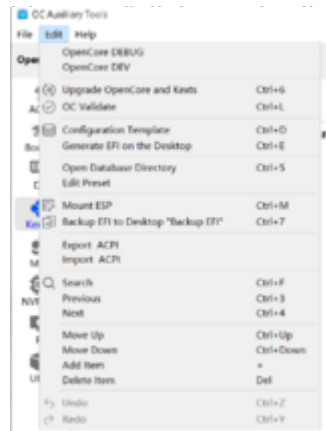 OC Auxiliary Tools
File Edit Help
OpenCore DEBUG
OpenCore DEV
Upgrade OpenCore and Kexts Ctrl+6
OC Validate Ctrl+L
Configuration Template Ctrl+D
Generate EFI on the Desktop Ctrl+E
Open Database Directory Ctrl+5
Edit Preset
Mount ESP Ctrl+M
Backup EFI to Desktop "Backup EFI" Ctrl+7
Export ACPI
Import ACPI
Search Ctrl+F
Previous Ctrl+3
Next Ctrl+4
Move Up Ctrl+Up
Move Down Ctrl+Down
Add Item +
Delete Item Del
Undo Ctrl+Z
Redo Ctrl+Y